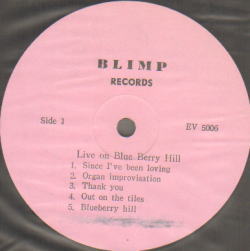 BLIMP
RECORDS
Side 1
EV 5006
Live on Blue Berry Hill
1. Since I've been loving
2. Organ improvisation
3. Thank you
4. Out on the tiles
5. Blueberry hill